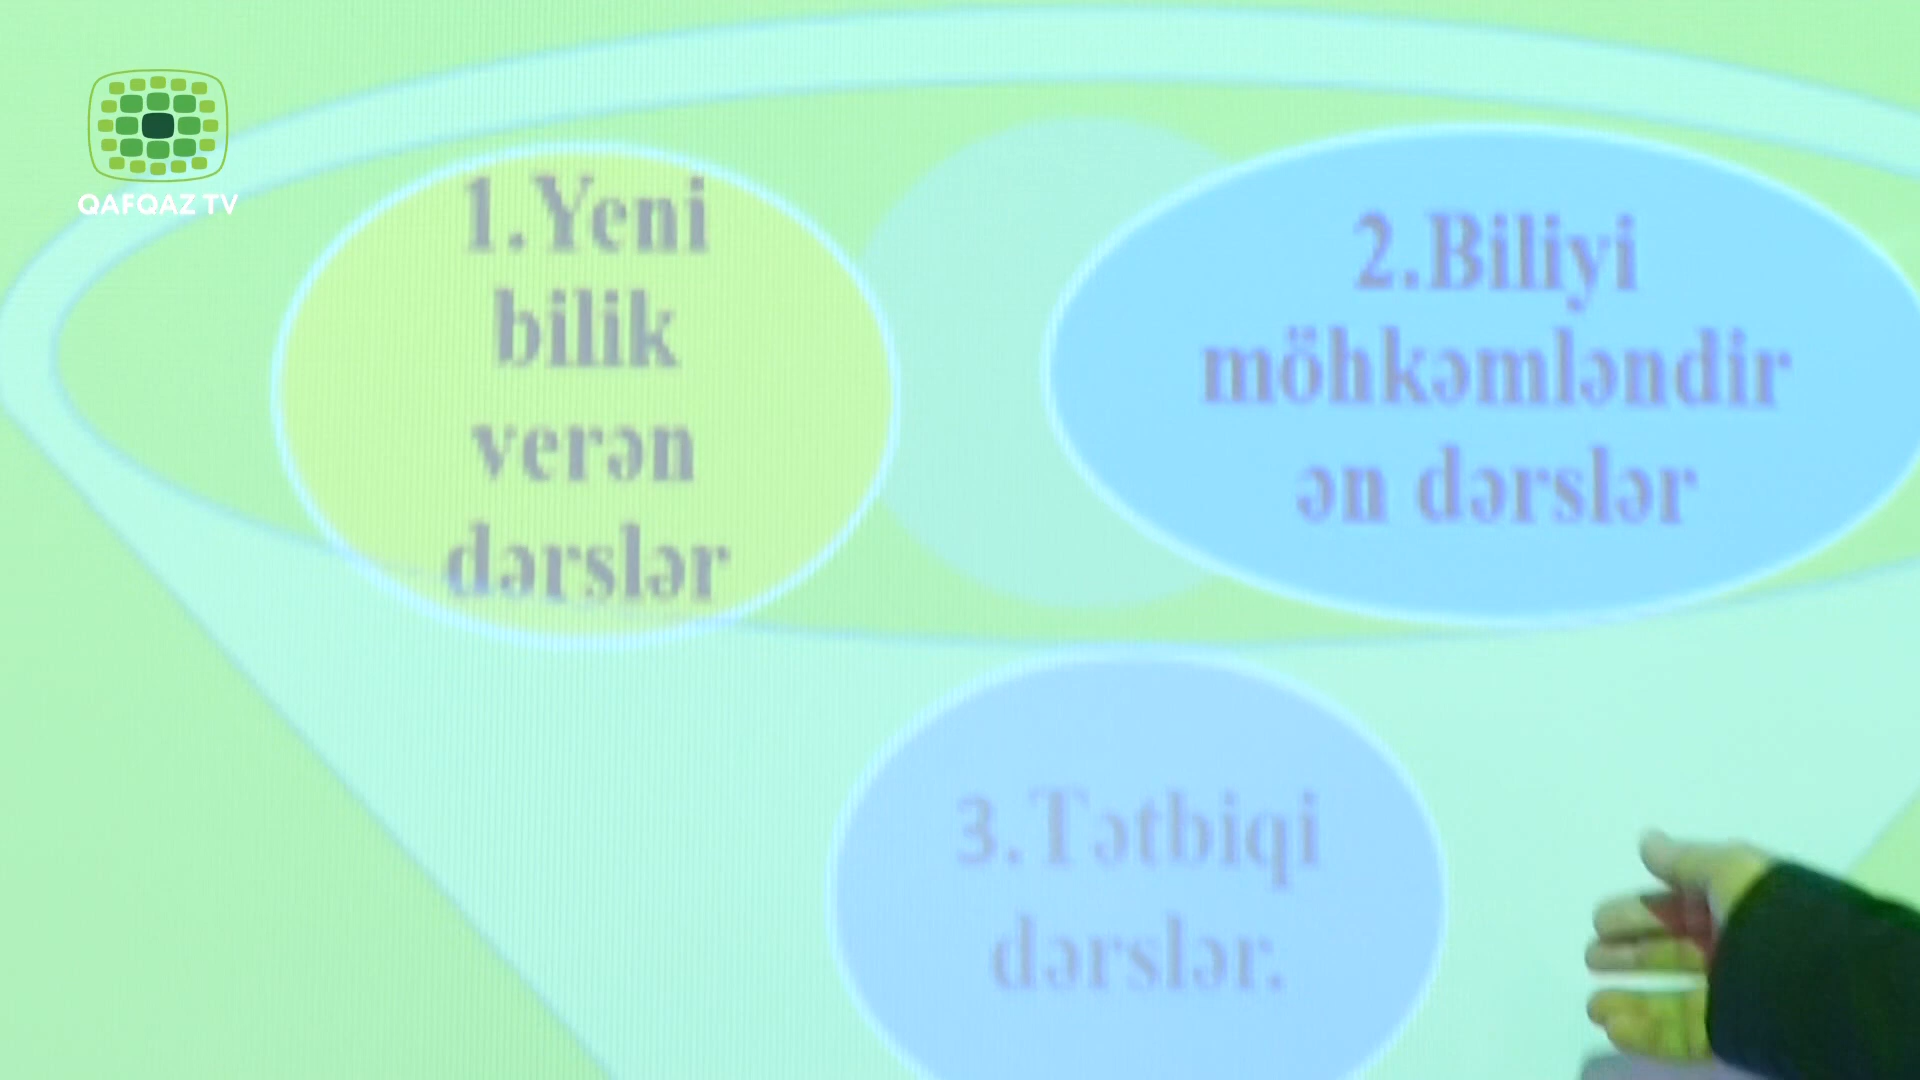 QAFQAZ TV
1.Yeni
bilik
verən
dərslər
2.Biliyi
möhkəmləndir
ən dərslər
3.Tətbiqi
dərslər.